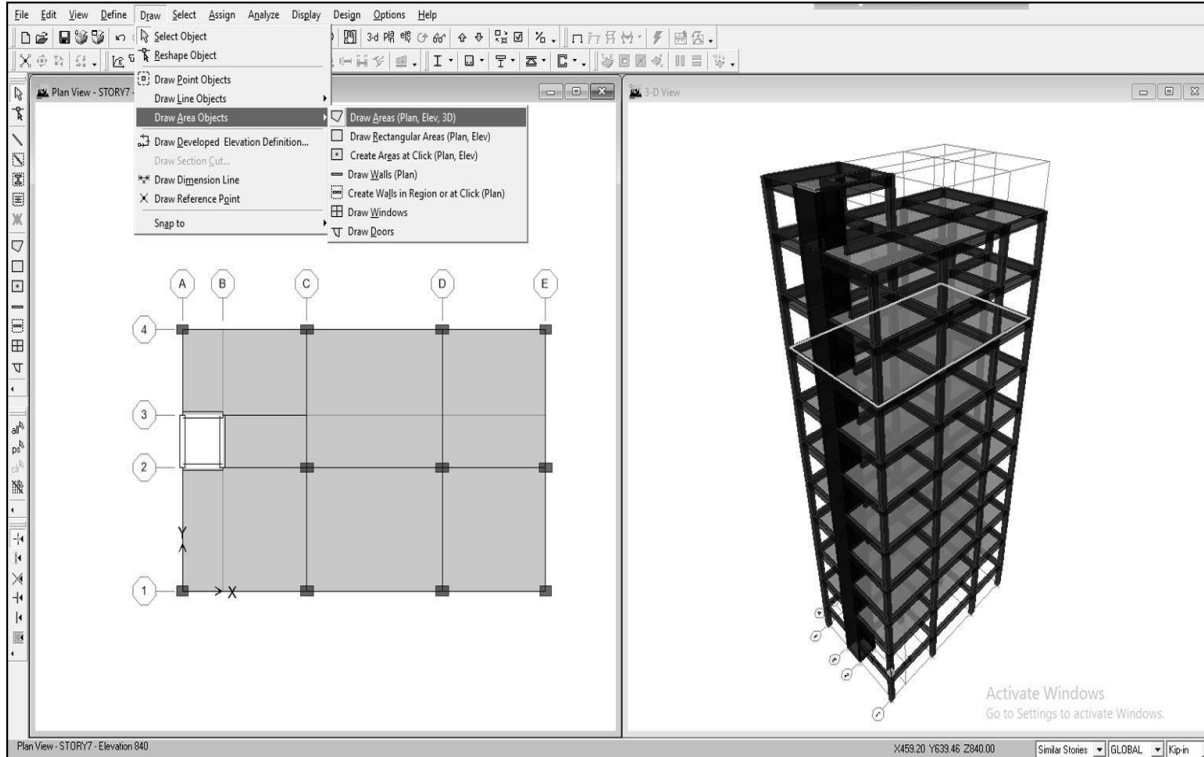 File Edit View Define Draw Select Assign Analyze Display Design Options Help
3-d
Select Object
Reshape Object
Draw Point Objects
Draw Line Objects
Draw Area Objects
Draw Developed Elevation Definition...
Draw Section Cut...
Draw Dimension Line
Draw Reference Point
Snap to
Draw Areas (Plan, Elev, 3D)
Draw Rectangular Areas (Plan, Elev)
Create Areas at Click (Plan, Elev)
Draw Walls (Plan)
Create Walls in Region or at Click (Plan)
Draw Windows
Draw Doors
Plan View - STORY7 -
A B C D E
4
3
2
Y
1
X
all
ps
clr
3-D View
Activate Windows
Go to Settings to activate Windows.
Plan View - STORY7 - Elevation 840
X459.20 Y639.46 Z840.00
Similar Stories
GLOBAL
Kip-in